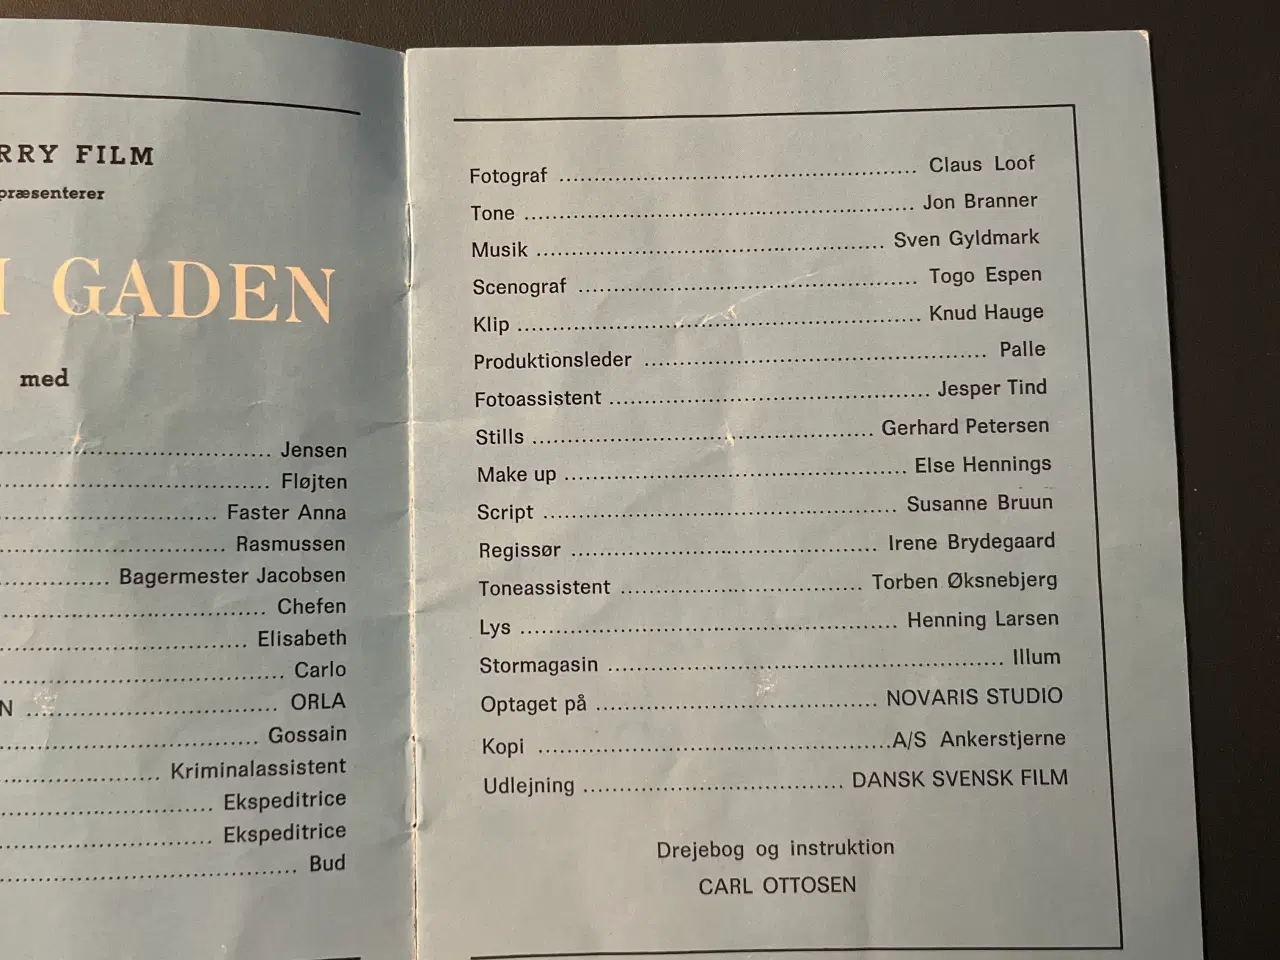 RRY FILM
præsenterer
I GADEN
med
Jensen
Fløjten
Faster Anna
Rasmussen
Bagermester Jacobsen
Chefen
Elisabeth
Carlo
N ORLA
Gossain
Kriminalassistent
Ekspeditrice
Ekspeditrice
Bud
Fotograf Claus Loof
Tone Jon Branner
Musik Sven Gyldmark
Scenograf Togo Espen
Klip Knud Hauge
Produktionsleder Palle
Fotoassistent Jesper Tind
Stills Gerhard Petersen
Make up Else Hennings
Script Susanne Bruun
Regissør Irene Brydegaard
Toneassistent Torben Øksnebjerg
Lys Henning Larsen
Stormagasin Illum
Optaget på NOVARIS STUDIO
Kopi A/S Ankerstjerne
Udlejning DANSK SVENSK FILM
Drejebog og instruktion
CARL OTTOSEN